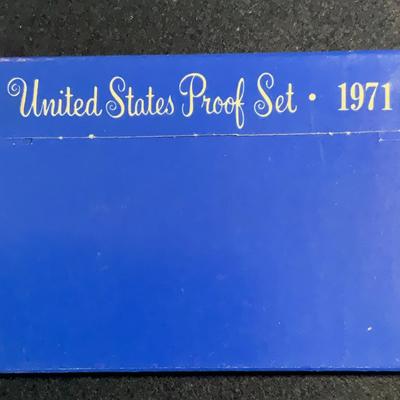 United States Proof Set · 1971